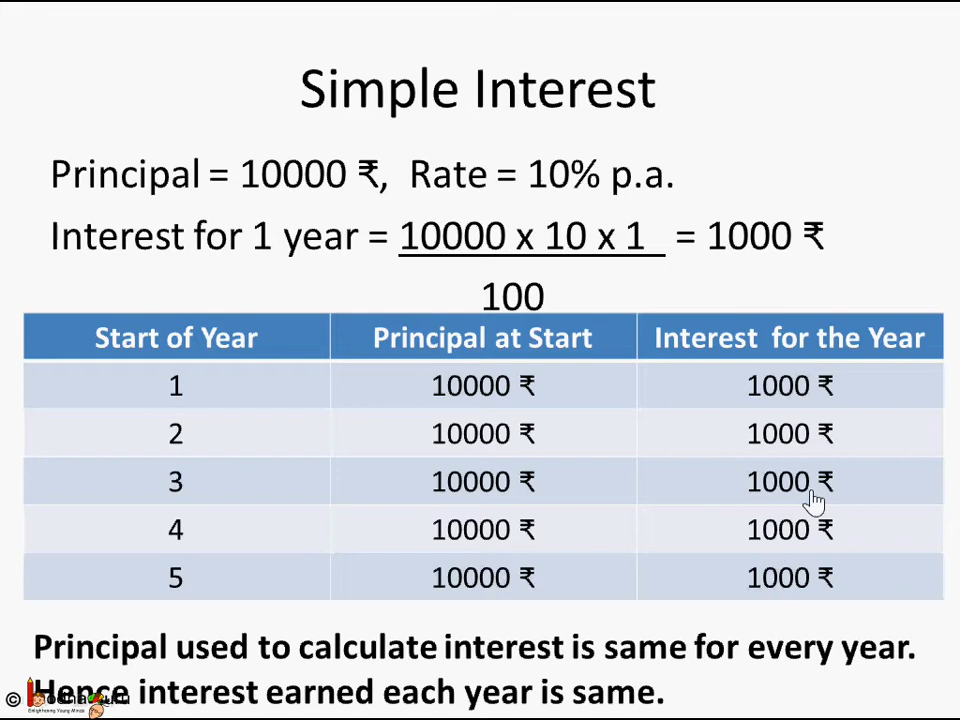 Simple Interest
Principal = 10000 ₹, Rate = 10% p.a.
Interest for 1 year = 10000 x 10 x 1 = 1000 ₹
100
Start of Year Principal at Start Interest for the Year
1 10000 ₹ 1000 ₹
2 10000 ₹ 1000 ₹
3 10000 ₹ 1000 ₹
4 10000 ₹ 1000 ₹
5 10000 ₹ 1000 ₹
Principal used to calculate interest is same for every year.
Hence interest earned each year is same.
©
Enlightening Young Minds